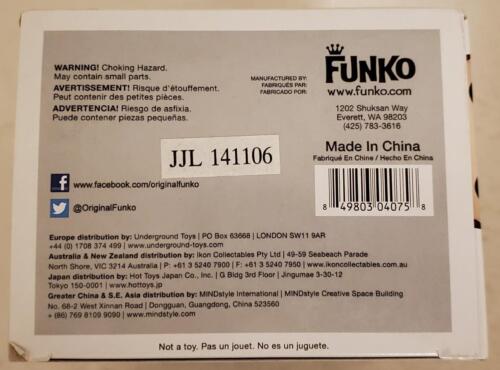 WARNING! Choking Hazard.
May contain small parts.
AVERTISSEMENT! Risque d'étouffement.
Peut contenir des petites pièces.
ADVERTENCIA! Riesgo de asfixia.
Puede contener piezas pequeñas.
MANUFACTURED BY:
FABRIQUÉS PAR:
FABRICADO POR:
FUNKO
www.funko.com
1202 Shuksan Way
Everett, WA 98203
(425) 783-3616
Made In China
Fabriqué En Chine / Hecho En China
JJL 141106
8 49803 04075 8
www.facebook.com/originalfunko
@OriginalFunko
Europe distribution by: Underground Toys | PO Box 63668 | LONDON SW11 9AR
+44 (0) 1708 374 499 | www.underground-toys.com
Australia & New Zealand distribution by: Ikon Collectables Pty Ltd | 49-59 Seabeach Parade
North Shore, VIC 3214 Australia | P: +61 3 5240 7900 | F: +61 3 5240 7950 | www.ikoncollectables.com.au
Japan distribution by: Hot Toys Japan Co., Inc. | G Bldg 3rd Floor | Jingumae 3-30-12
Tokyo 150-0001 | www.hottoys.jp
Greater China & S.E. Asia distribution by: MINDstyle International | MINDstyle Creative Space Building
No. 68-2 West Xinnan Road | Dongguan, Guangdong, China 523560
+ (86) 769 8109 9090 | www.mindstyle.com
Not a toy. Pas un jouet. No es un juguete.